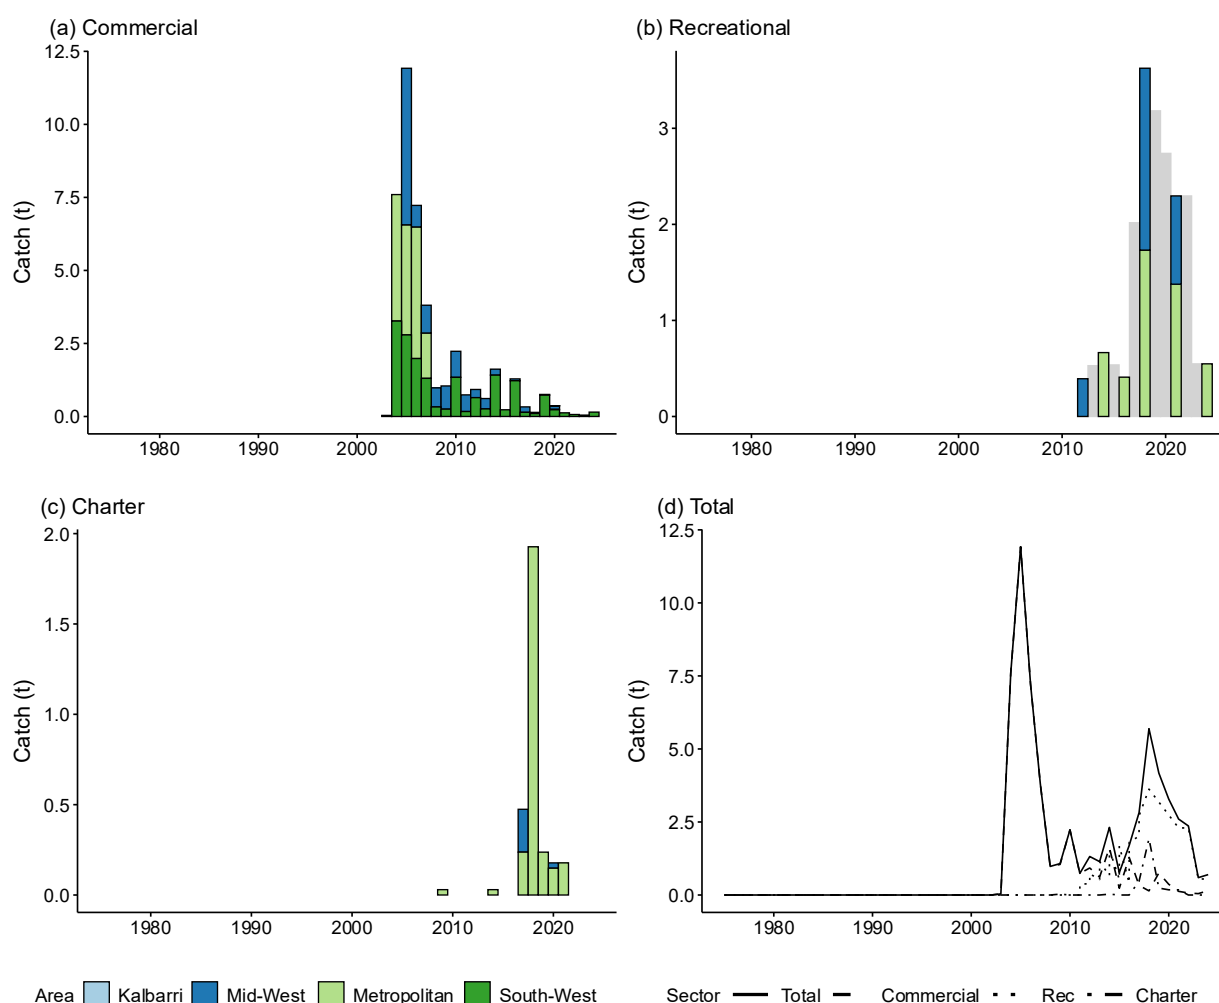 (a) Commercial
12.5
10.0
7.5
5.0
2.5
0.0
Catch (t)
1980 1990 2000 2010 2020
(b) Recreational
3
2
1
0
Catch (t)
1980 1990 2000 2010 2020
(c) Charter
2.0
1.5
1.0
0.5
0.0
Catch (t)
1980 1990 2000 2010 2020
(d) Total
12.5
10.0
7.5
5.0
2.5
0.0
Catch (t)
1980 1990 2000 2010 2020
Area Kalbarri Mid-West Metropolitan South-West
Sector Total Commercial Rec Charter